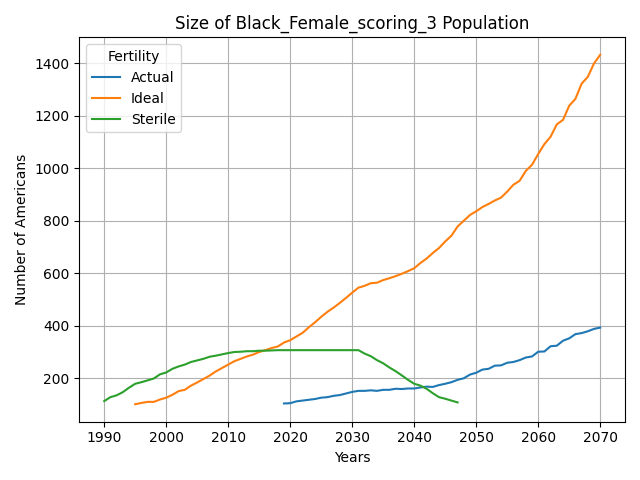 Size of Black_Female_scoring_3 Population
Fertility
Actual
Ideal
Sterile
Number of Americans
1400
1200
1000
800
600
400
200
1990 2000 2010 2020 2030 2040 2050 2060 2070
Years